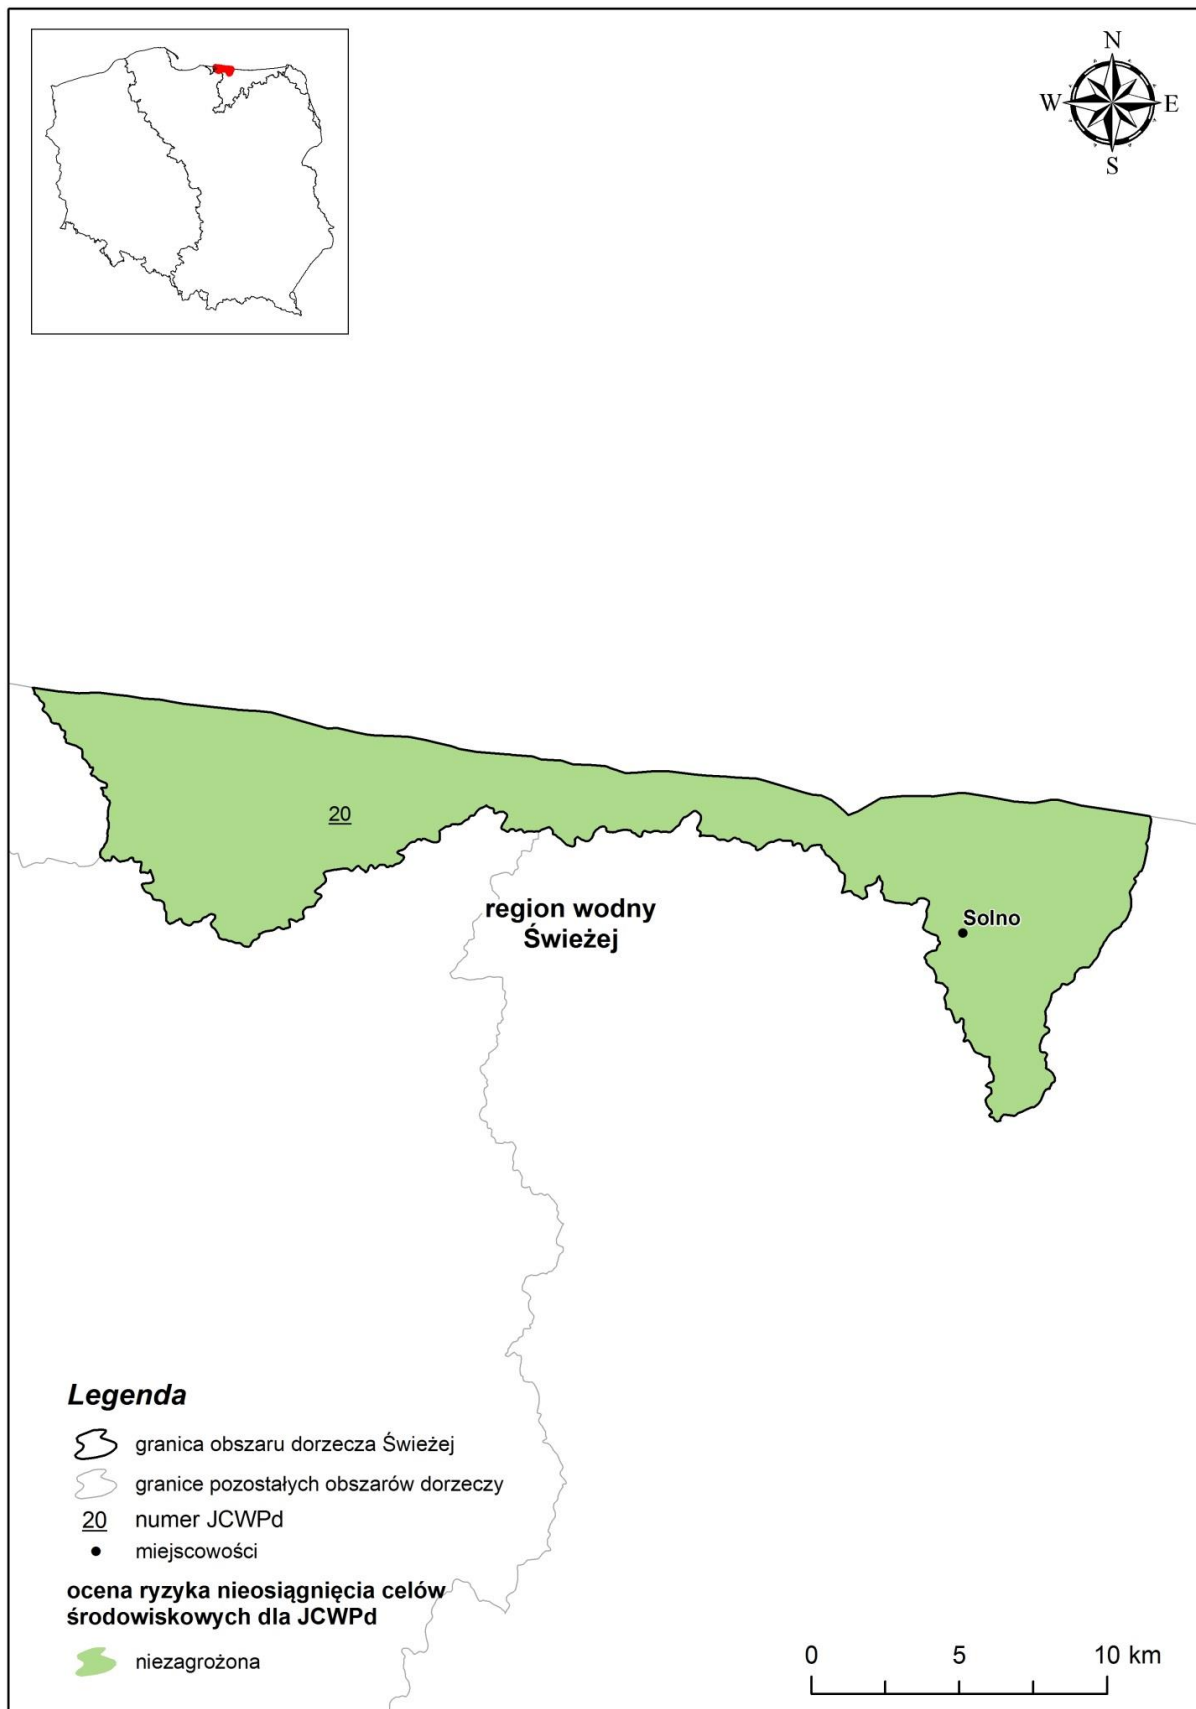 N
W E
S
20
region wodny
Świeżej
Solno
Legenda
granica obszaru dorzecza Świeżej
granice pozostałych obszarów dorzeczy
20 numer JCWPd
miejscowości
ocena ryzyka nieosiągnięcia celów
środowiskowych dla JCWPd
niezagrożona
0 5 10 km